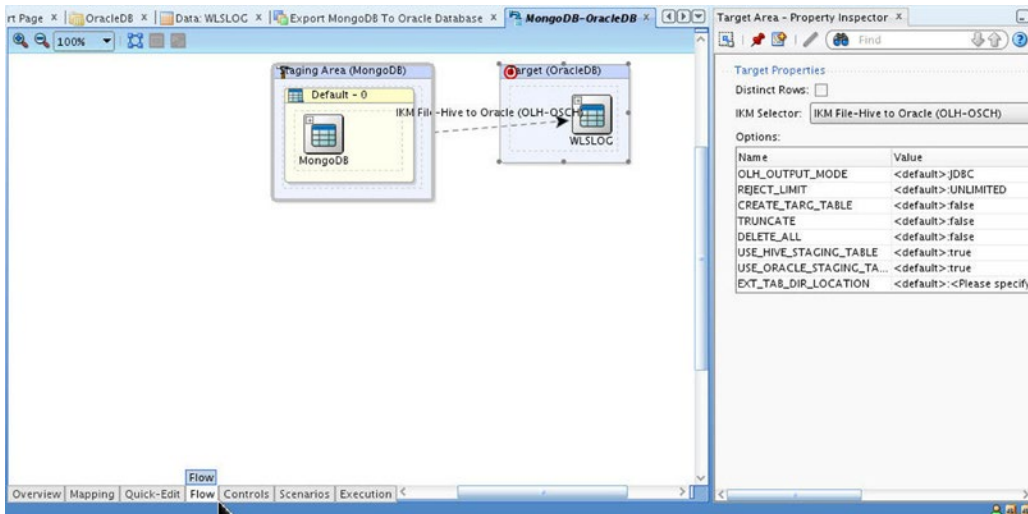 rt Page x OracleDB x Data: WLSLOG x Export MongoDB To Oracle Database x MongoDB-OracleDB x
100%
Staging Area (MongoDB)
Default - 0
MongoDB
IKM File-Hive to Oracle (OLH-OSCH)
Target (OracleDB)
WLSLOG
Flow
Overview Mapping Quick-Edit Flow Controls Scenarios Execution
Target Area - Property Inspector x
Find
Target Properties
Distinct Rows:
IKM Selector: IKM File-Hive to Oracle (OLH-OSCH)
Options:
Name Value
OLH_OUTPUT_MODE <default>:JDBC
REJECT_LIMIT <default>:UNLIMITED
CREATE_TARG_TABLE <default>:false
TRUNCATE <default>:false
DELETE_ALL <default>:false
USE_HIVE_STAGING_TABLE <default>:true
USE_ORACLE_STAGING_TA... <default>:true
EXT_TAB_DIR_LOCATION <default>:<Please specify